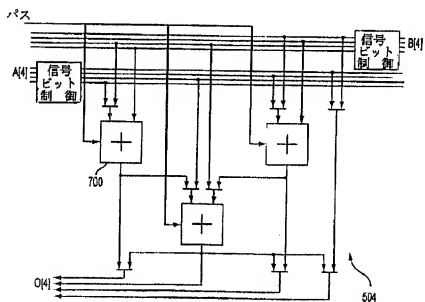 パス
信号
ビット
制 御
B[4]
A[4]
信号
ビット
制 御
+
+
700
+
O[4]
504